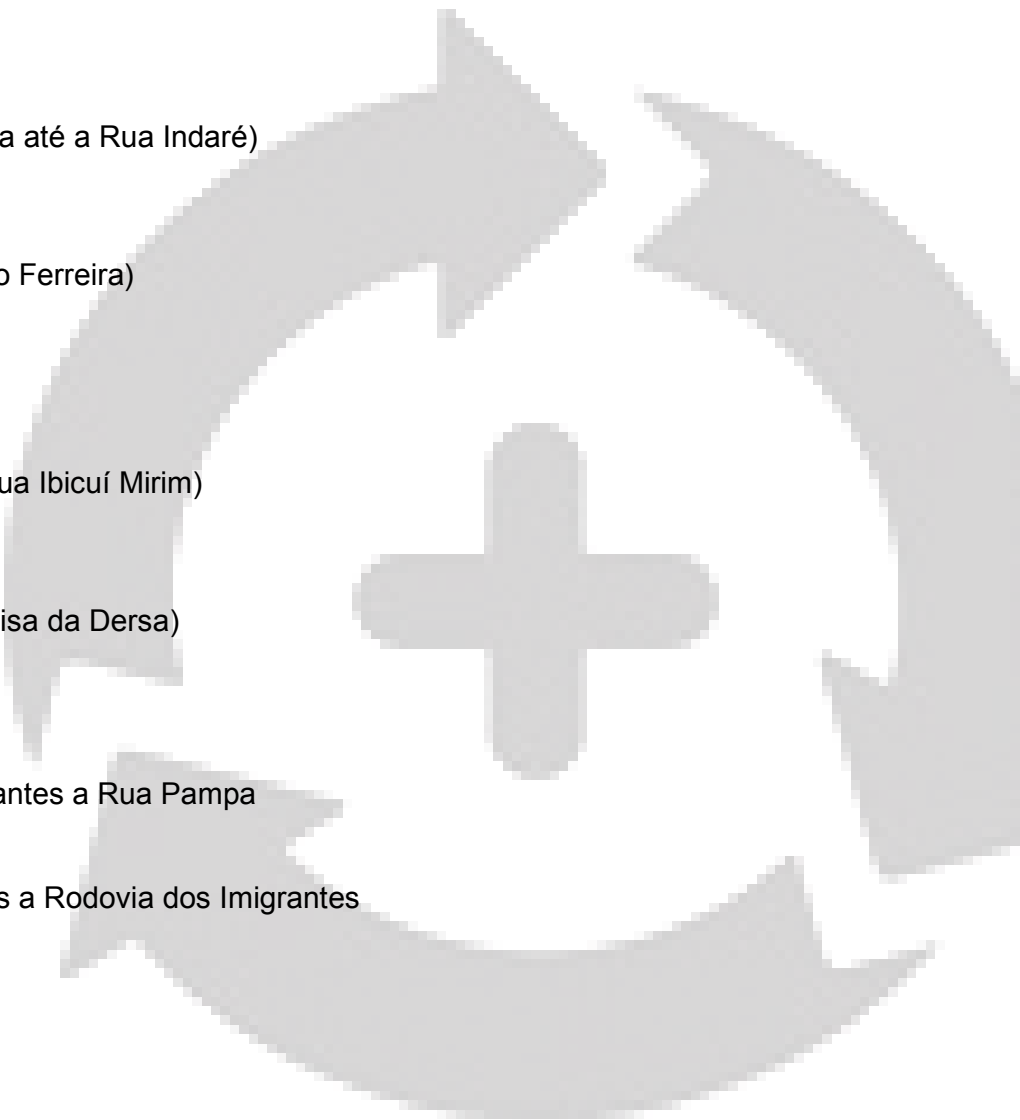 a até a Rua Indaré)
o Ferreira)
ua Ibicuí Mirim)
isa da Dersa)
antes a Rua Pampa
s a Rodovia dos Imigrantes